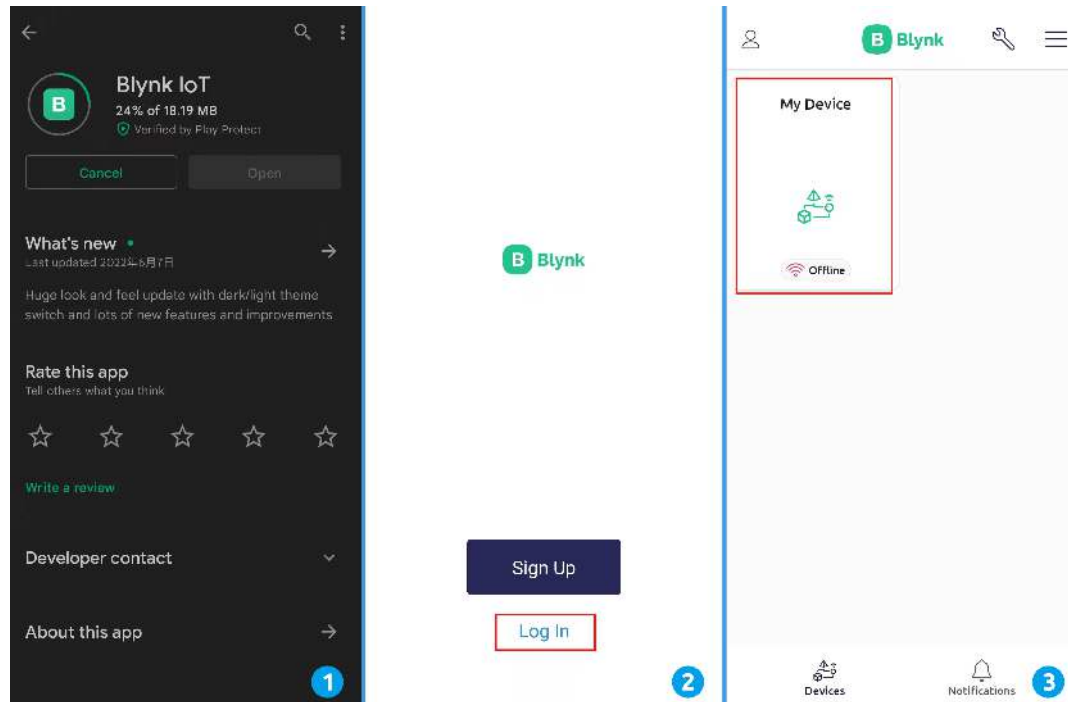 Blynk IoT
24% of 18.19 MB
Verified by Play Protect
Cancel
Open
What's new
Last updated 2022年6月7日
Huge look and feel update with dark/light theme
switch and lots of new features and improvements
Rate this app
Tell others what you think
Write a review
Developer contact
About this app
1
B Blynk
Sign Up
Log In
2
B Blynk
My Device
Offline
Devices
Notifications
3